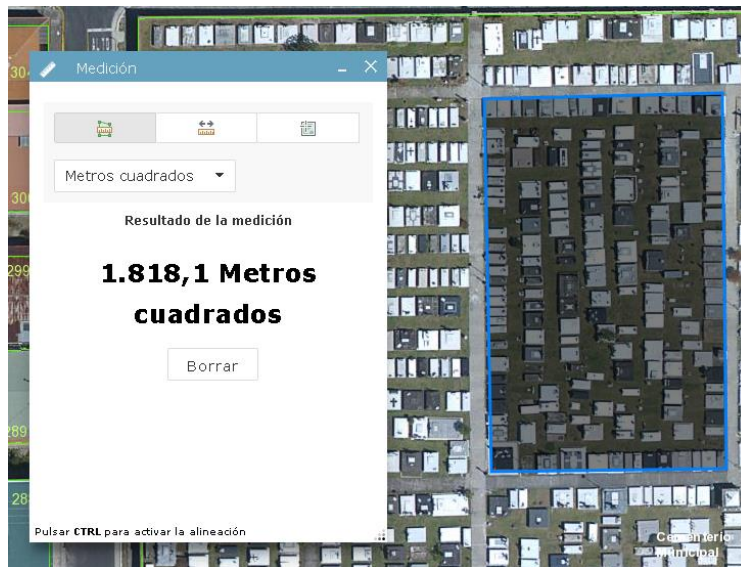 Medición
Metros cuadrados
Resultado de la medición
1.818,1 Metros
cuadrados
Borrar
Pulsar CTRL para activar la alineación
Cementerio
Municipal